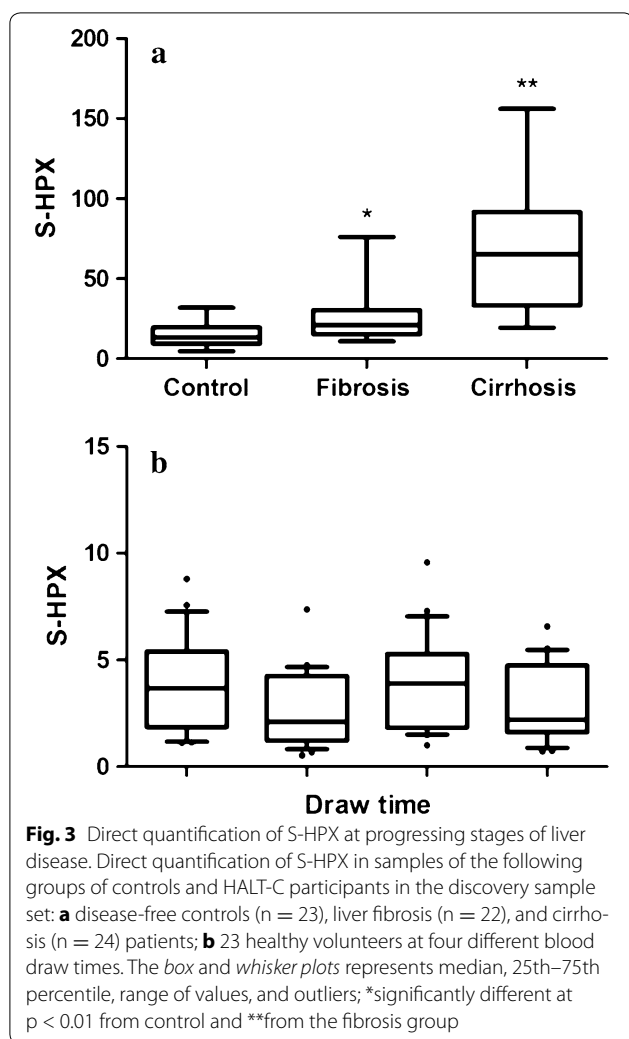 a
200
150
100
50
0
S-HPX
*
**
Control Fibrosis Cirrhosis
b
15
10
5
0
S-HPX
Draw time
Fig. 3 Direct quantification of S-HPX at progressing stages of liver
disease. Direct quantification of S-HPX in samples of the following
groups of controls and HALT-C participants in the discovery sample
set: a disease-free controls (n = 23), liver fibrosis (n = 22), and cirrho-
sis (n = 24) patients; b 23 healthy volunteers at four different blood
draw times. The box and whisker plots represents median, 25th–75th
percentile, range of values, and outliers; *significantly different at
p < 0.01 from control and **from the fibrosis group